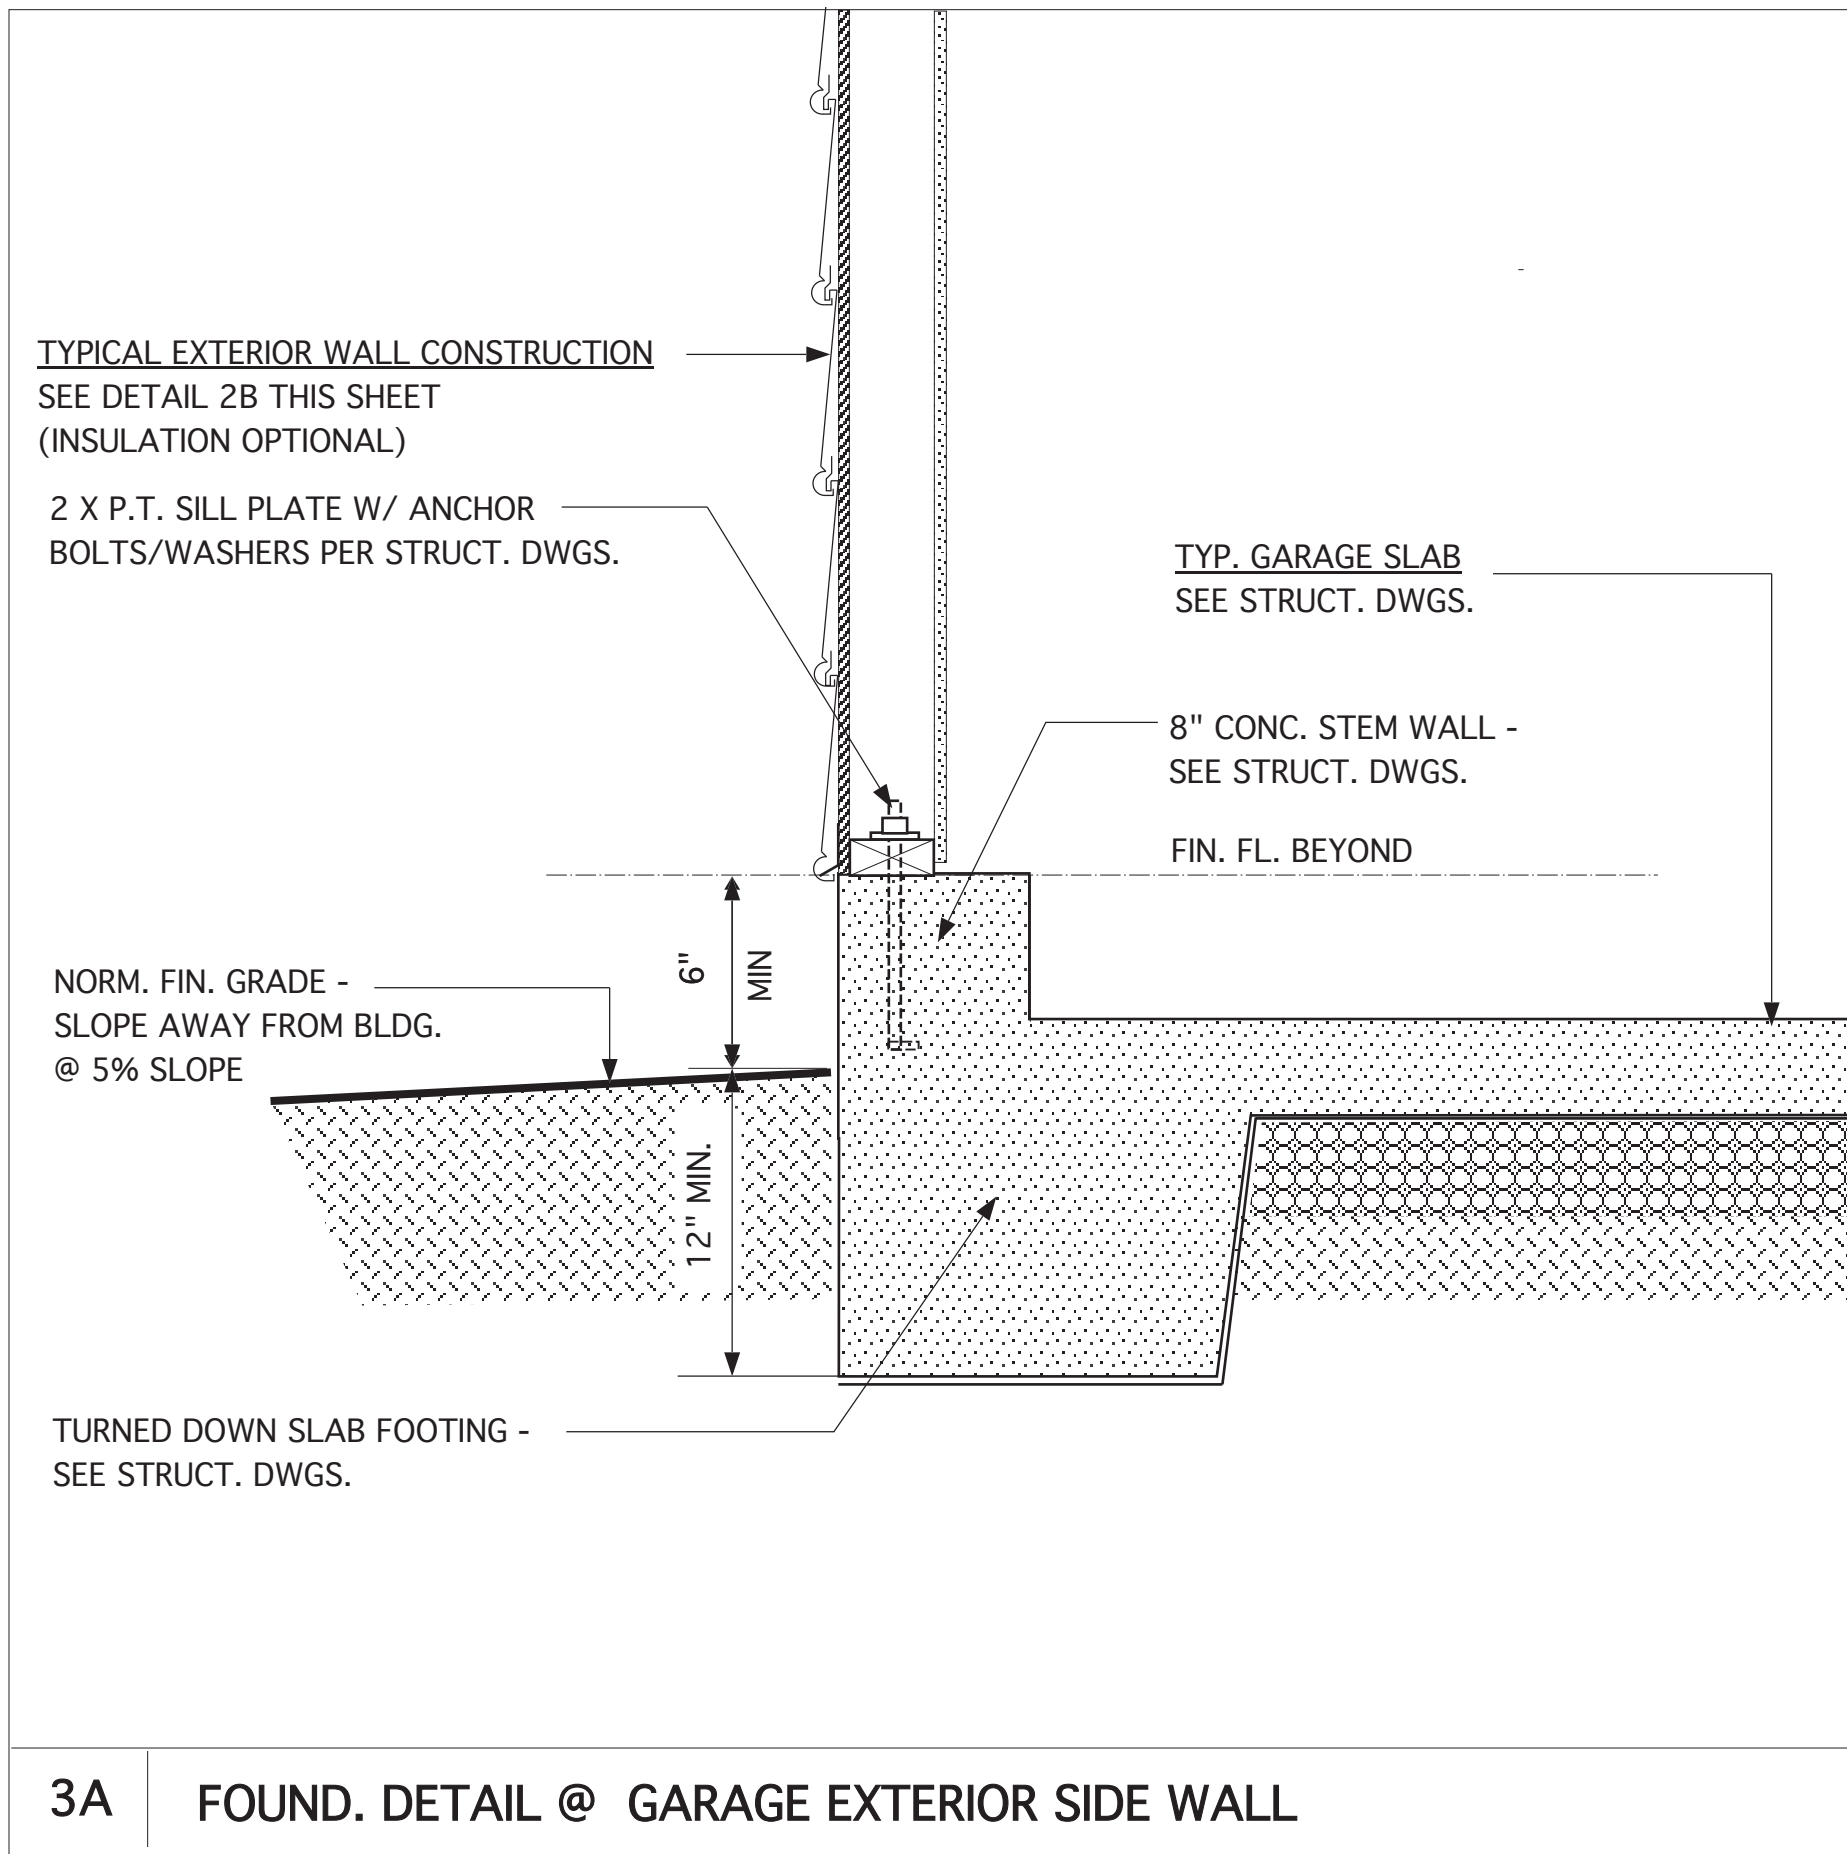 TYPICAL EXTERIOR WALL CONSTRUCTION
SEE DETAIL 2B THIS SHEET
(INSULATION OPTIONAL)
2 X P.T. SILL PLATE W/ ANCHOR
BOLTS/WASHERS PER STRUCT. DWGS.
TYP. GARAGE SLAB
SEE STRUCT. DWGS.
8" CONC. STEM WALL -
SEE STRUCT. DWGS.
FIN. FL. BEYOND
6"
MIN
NORM. FIN. GRADE -
SLOPE AWAY FROM BLDG.
@ 5% SLOPE
12" MIN.
TURNED DOWN SLAB FOOTING -
SEE STRUCT. DWGS.
3A
FOUND. DETAIL @ GARAGE EXTERIOR SIDE WALL